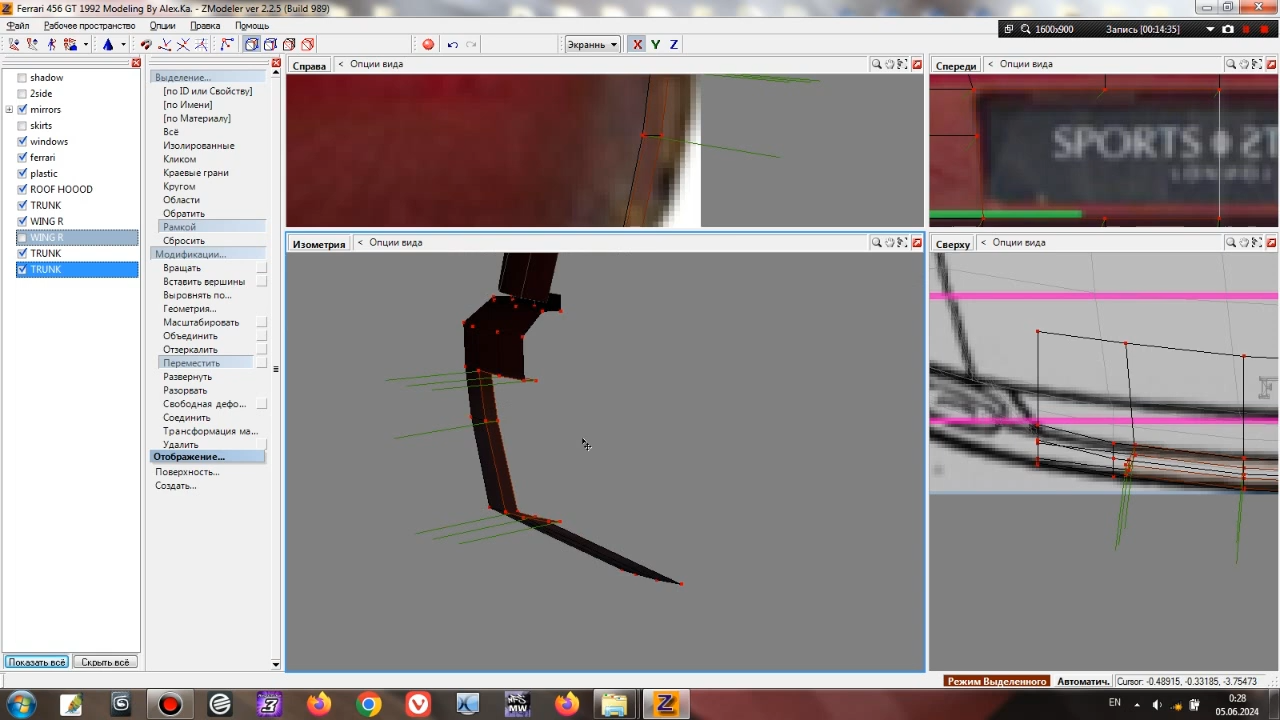 Ferrari 456 GT 1992 Modeling By Alex.Ka. - ZModeler ver 2.2.5 (Build 989)
Файл Рабочее пространство Опции Правка Помощь
1600x900 Запись [00:14:35]
Экраннь X Y Z
shadow
2side
mirrors
skirts
windows
ferrari
plastic
ROOF HOOOD
TRUNK
WING R
WING R
TRUNK
TRUNK
Показать всё Скрыть всё
Выделение...
[по ID или Свойству]
[по Имени]
[по Материалу]
Всё
Изолированные
Кликом
Краевые грани
Кругом
Области
Обратить
Рамкой
Сбросить
Модификации...
Вращать
Вставить вершины
Выровнять по...
Геометрия...
Масштабировать
Объединить
Отзеркалить
Переместить
Развернуть
Разорвать
Свободная дефо...
Соединить
Трансформация ма...
Удалить
Отображение...
Поверхность...
Создать...
Справа < Опции вида
Спереди < Опции вида
SPORTS
Изометрия < Опции вида
Сверху < Опции вида
F
Режим Выделенного Автоматич. Cursor: -0.48915, -0.33185, -3.75473
MW
EN
0:28
05.06.2024